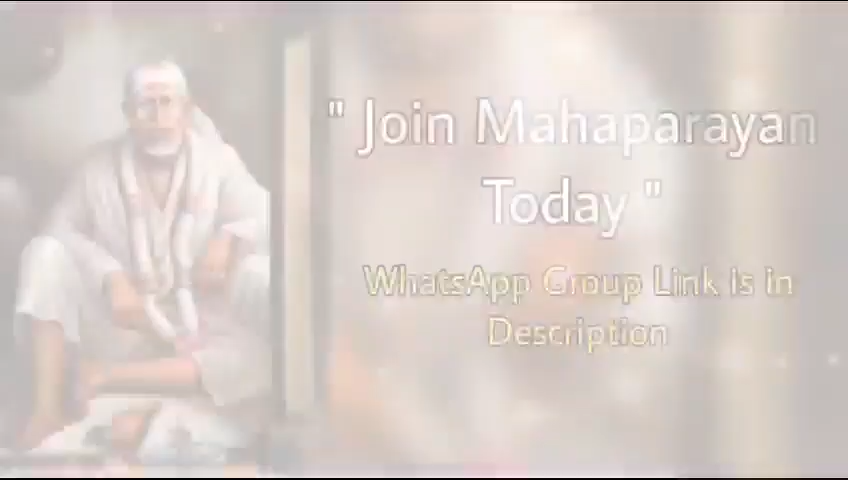 " Join Mahaparayan
Today "
WhatsApp Group Link is in
Description